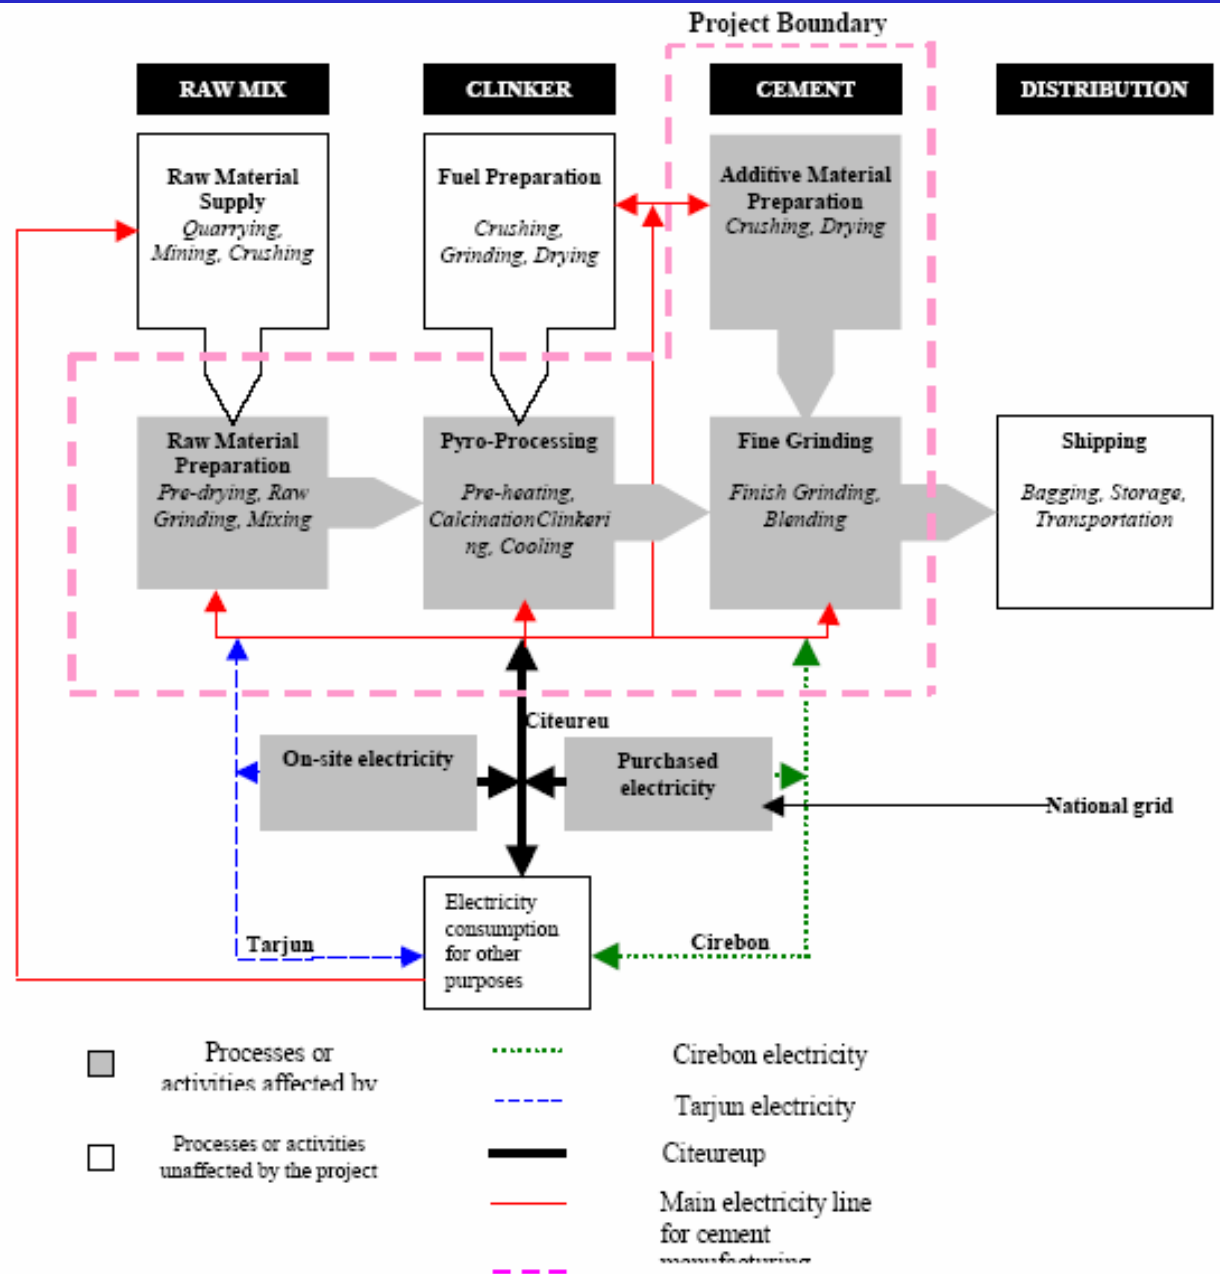 Project Boundary
RAW MIX
CLINKER
CEMENT
DISTRIBUTION
Raw Material
Supply
Quarrying,
Mining, Crushing
Fuel Preparation
Crushing,
Grinding, Drying
Additive Material
Preparation
Crushing, Drying
Raw Material
Preparation
Pre-drying, Raw
Grinding, Mixing
Pyro-Processing
Pre-heating,
CalcinationClinkeri
ng, Cooling
Fine Grinding
Finish Grinding,
Blending
Shipping
Bagging, Storage,
Transportation
Citeureu
On-site electricity
Purchased
electricity
National grid
Electricity
consumption
for other
purposes
Tarjun
Cirebon
Processes or
activities affected by
Processes or activities
unaffected by the project
Cirebon electricity
Tarjun electricity
Citeureup
Main electricity line
for cement
manufacturing